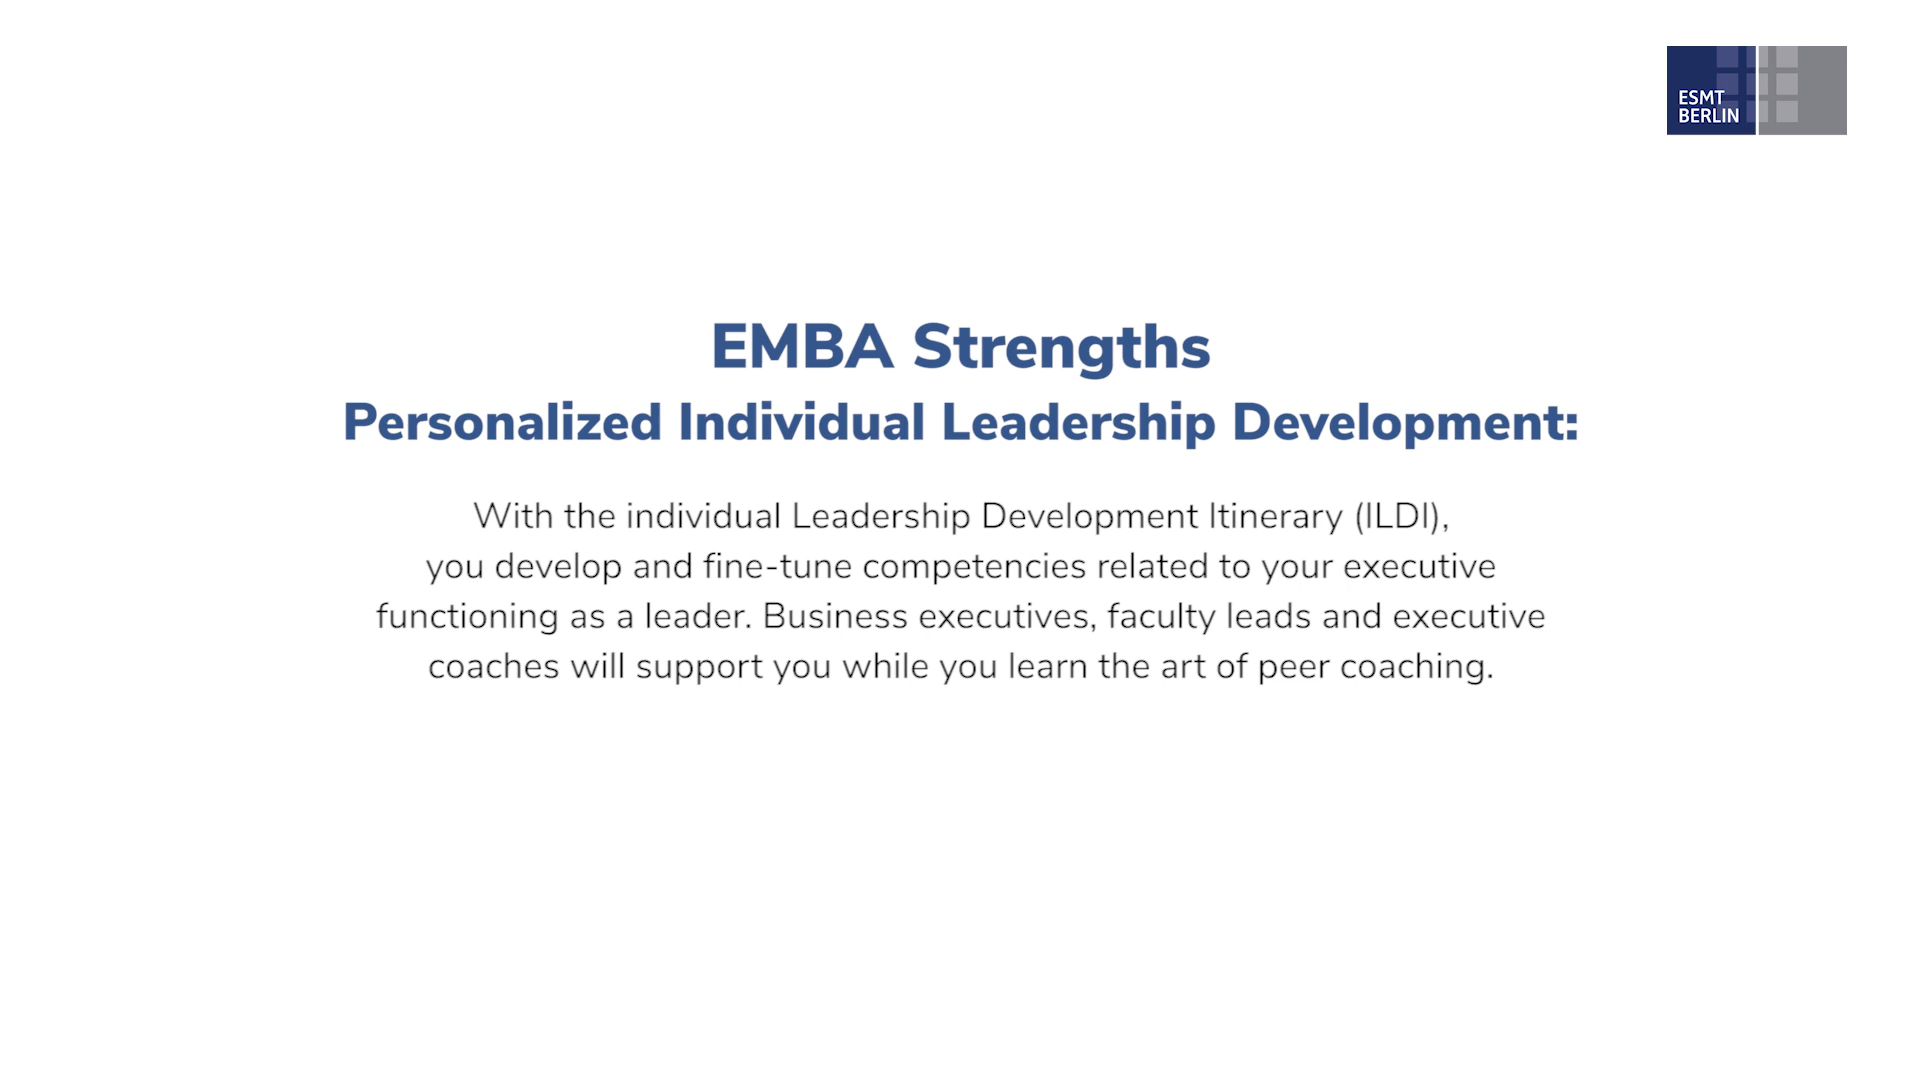 ESMT
BERLIN
EMBA Strengths
Personalized Individual Leadership Development:
With the individual Leadership Development Itinerary (ILDI),
you develop and fine-tune competencies related to your executive
functioning as a leader. Business executives, faculty leads and executive
coaches will support you while you learn the art of peer coaching.